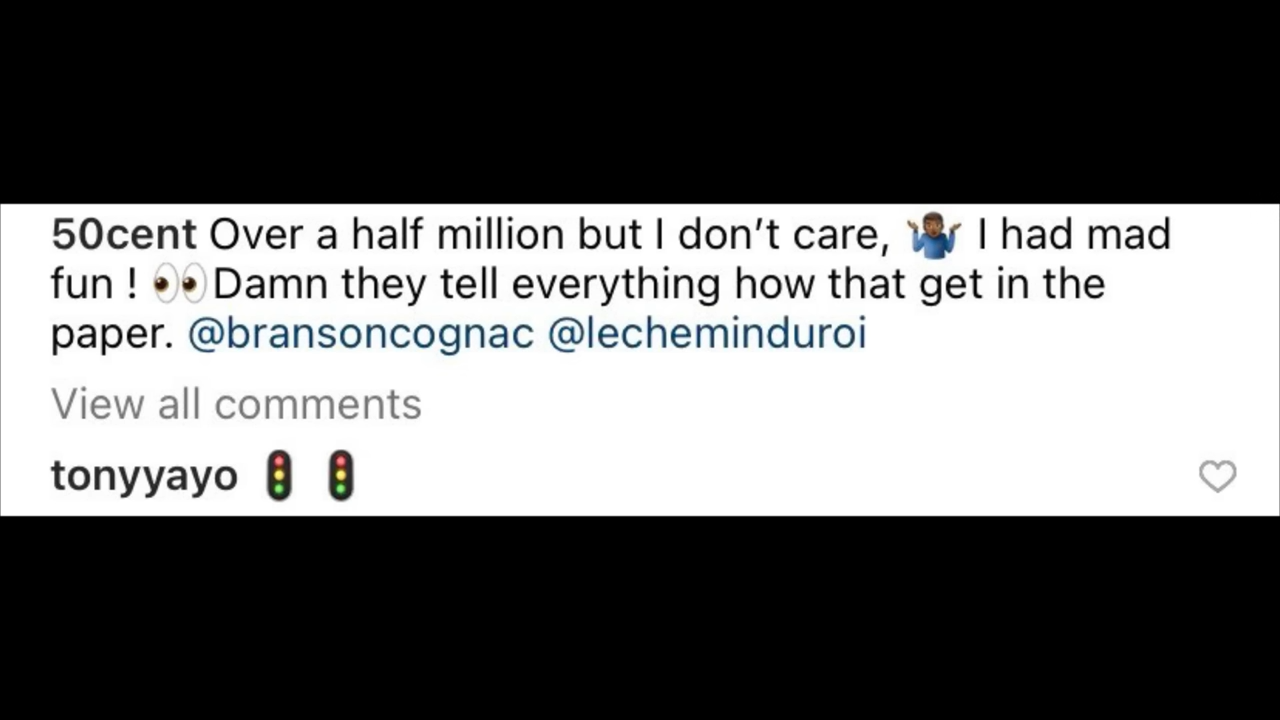 50cent Over a half million but I don’t care, 🤷🏾‍♂️ I had mad
fun ! 👀Damn they tell everything how that get in the
paper. @bransoncognac @lecheminduroi
View all comments
tonyyayo 🚦 🚦